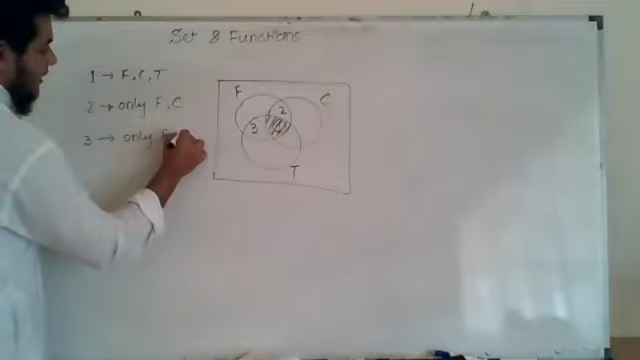 Set & Functions
1 → F, C, T
2 → only F, C
3 → only F
F
C
2
3
T